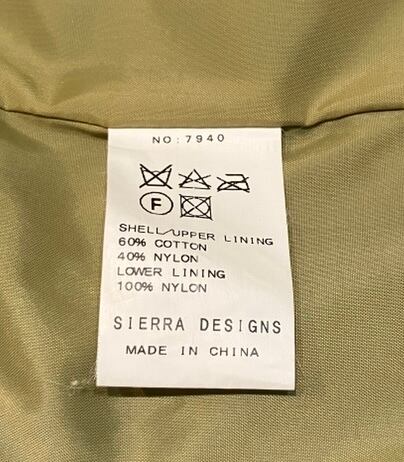 NO:7940
F
SHELL/UPPER LINING
60% COTTON
40% NYLON
LOWER LINING
100% NYLON
SIERRA DESIGNS
MADE IN CHINA